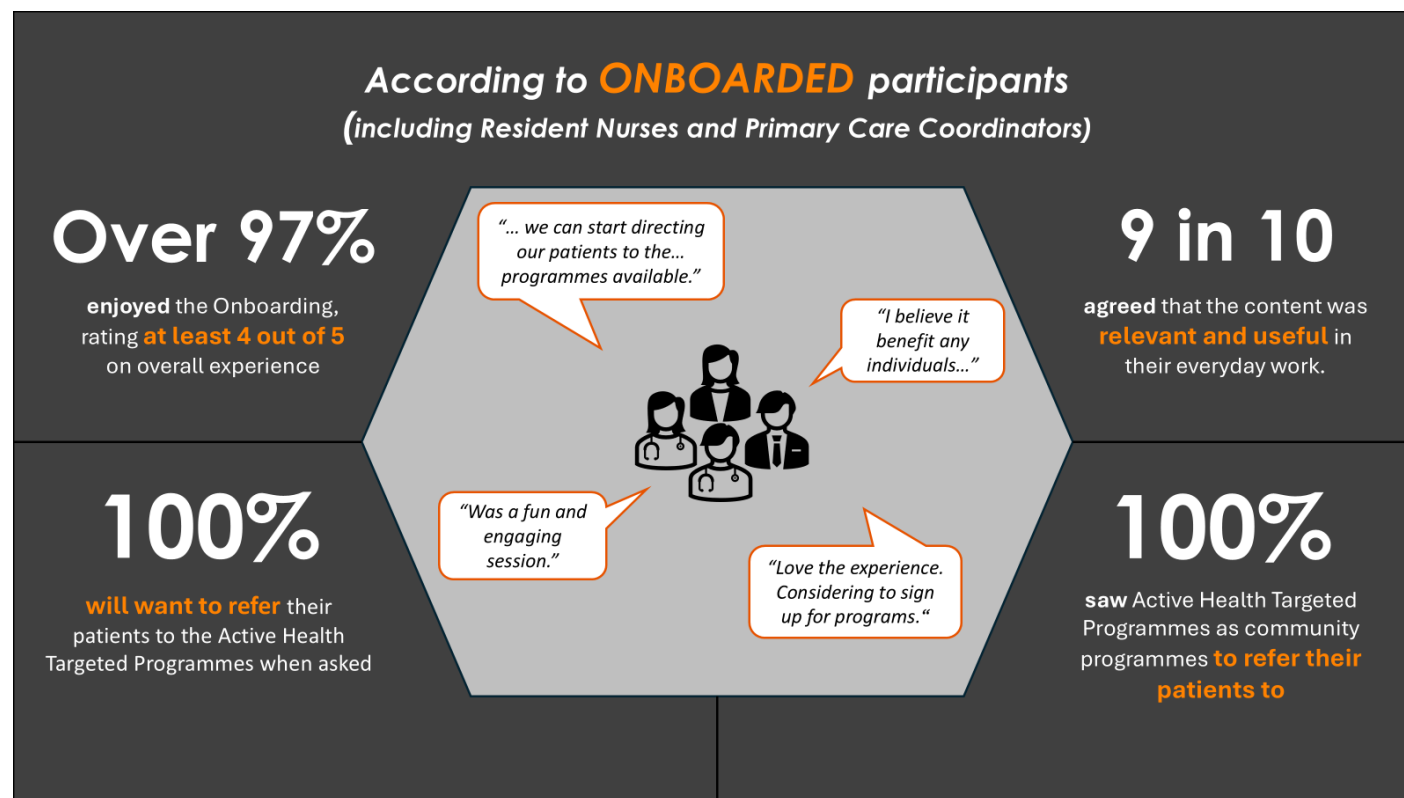 According to ONBOARDED participants
(including Resident Nurses and Primary Care Coordinators)
Over 97%
enjoyed the Onboarding,
rating at least 4 out of 5
on overall experience
“... we can start directing
our patients to the...
programmes available.”
“I believe it
benefit any
individuals...”
9 in 10
agreed that the content was
relevant and useful in
their everyday work.
100%
will want to refer their
patients to the Active Health
Targeted Programmes when asked
“Was a fun and
engaging
session.”
“Love the experience.
Considering to sign
up for programs.“
100%
saw Active Health Targeted
Programmes as community
programmes to refer their
patients to